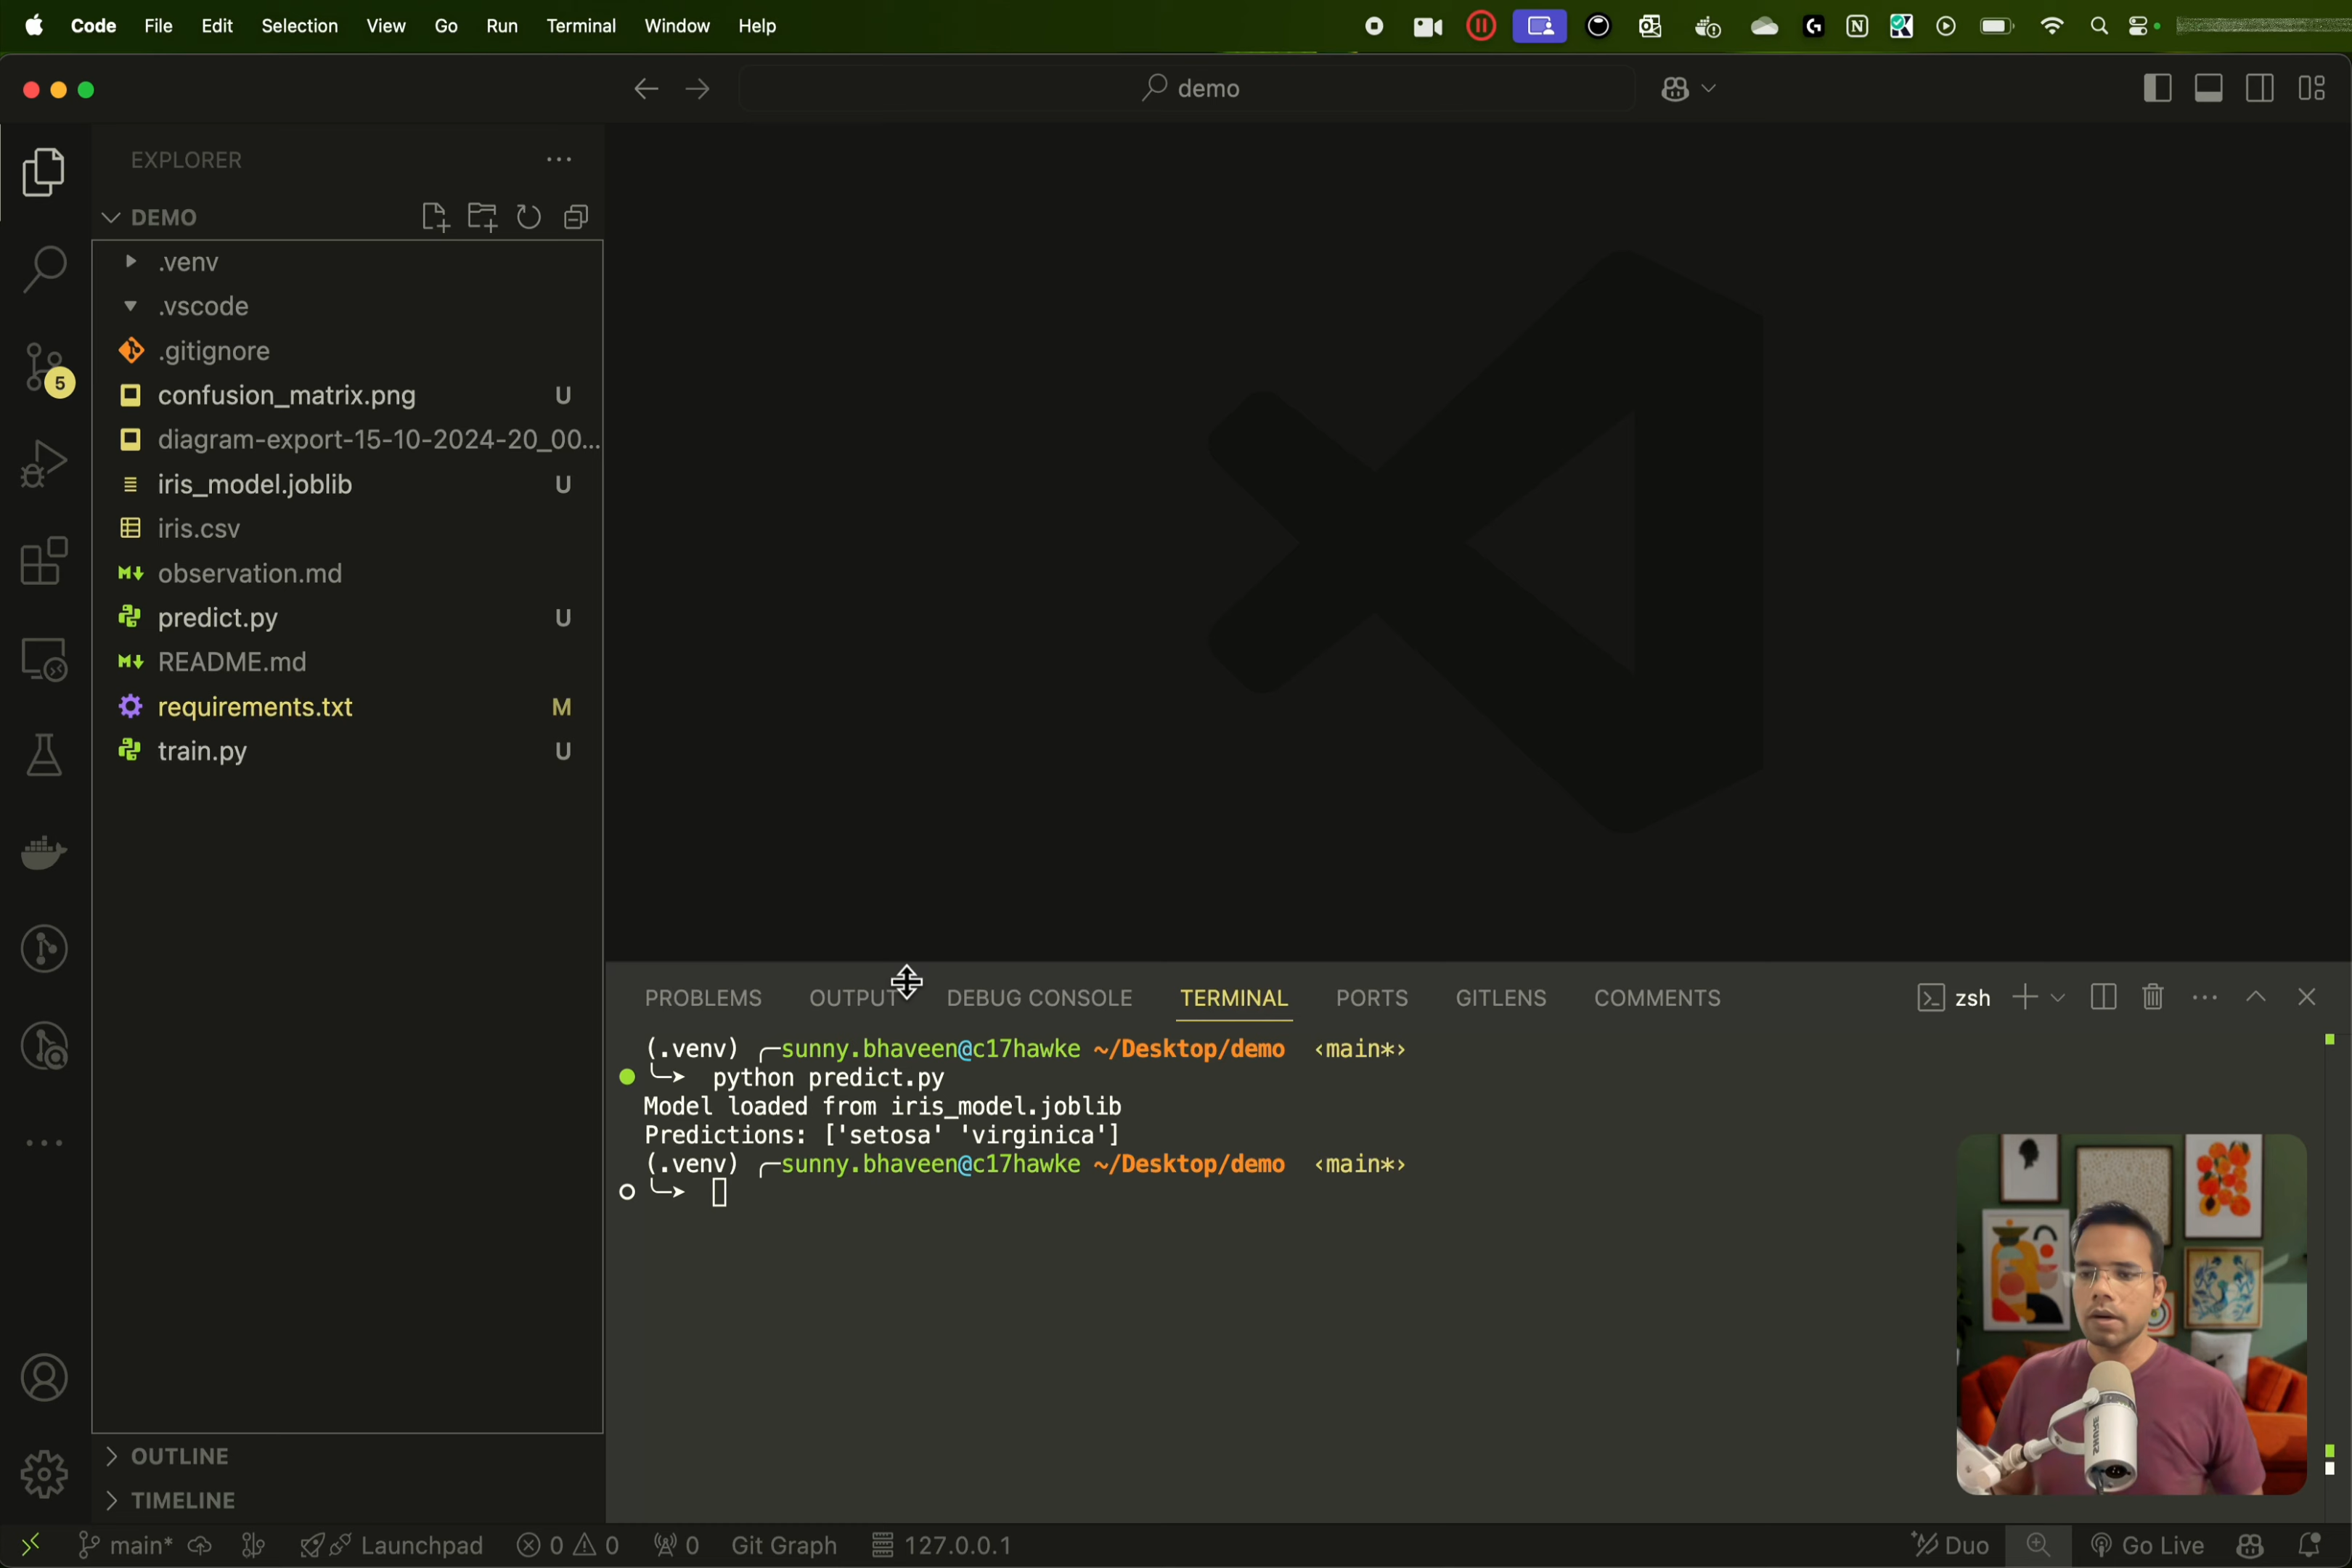 Code File Edit Selection View Go Run Terminal Window Help
demo
EXPLORER
DEMO
.venv
.vscode
.gitignore
confusion_matrix.png U
diagram-export-15-10-2024-20_00...
iris_model.joblib U
iris.csv
observation.md
predict.py U
README.md
requirements.txt M
train.py U
5
OUTLINE
TIMELINE
PROBLEMS OUTPUT DEBUG CONSOLE TERMINAL PORTS GITLENS COMMENTS
zsh
(.venv) ╭─sunny.bhaveen@c17hawke ~/Desktop/demo ‹main*›
╰─➤ python predict.py
Model loaded from iris_model.joblib
Predictions: ['setosa' 'virginica']
(.venv) ╭─sunny.bhaveen@c17hawke ~/Desktop/demo ‹main*›
╰─➤
main* Launchpad 0 0 0 Git Graph 127.0.0.1 Duo Go Live